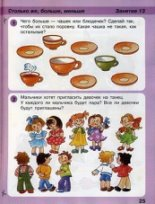 Столько же, больше, меньше Занятие 12
Чего больше — чашек или блюдечек? Сделай так,
чтобы их стало поровну. Какая чашка не такая, как
остальные?
Мальчики хотят пригласить девочек на танец.
У каждого ли мальчика будет пара? Все ли девочки
будут приглашены?
25